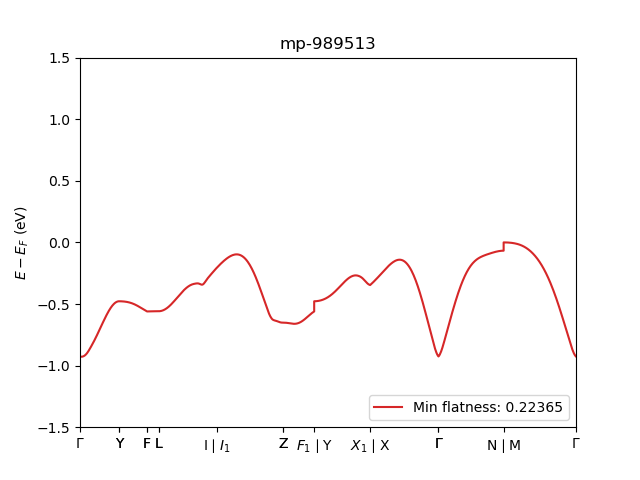 mp-989513
1.5
1.0
0.5
0.0
−0.5
−1.0
−1.5
E − E_F (eV)
Min flatness: 0.22365
Γ Y F L I | I₁ Z F₁ | Y X₁ | X Γ N | M Γ